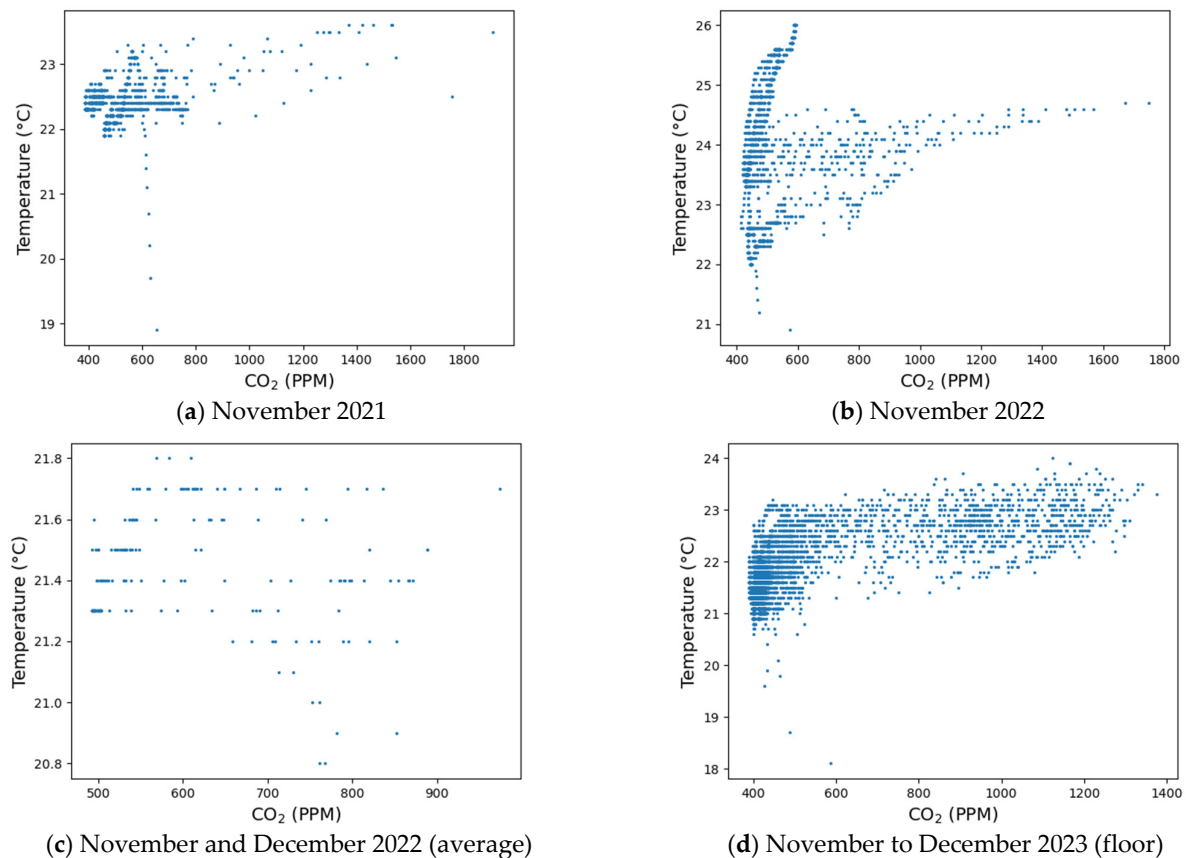 23
22
21
20
19
Temperature (°C)
400 600 800 1000 1200 1400 1600 1800
CO₂ (PPM)
(a) November 2021
26
25
24
23
22
21
Temperature (°C)
400 600 800 1000 1200 1400 1600 1800
CO₂ (PPM)
(b) November 2022
21.8
21.6
21.4
21.2
21.0
20.8
Temperature (°C)
500 600 700 800 900
CO₂ (PPM)
(c) November and December 2022 (average)
24
23
22
21
20
19
18
Temperature (°C)
400 600 800 1000 1200 1400
CO₂ (PPM)
(d) November to December 2023 (floor)